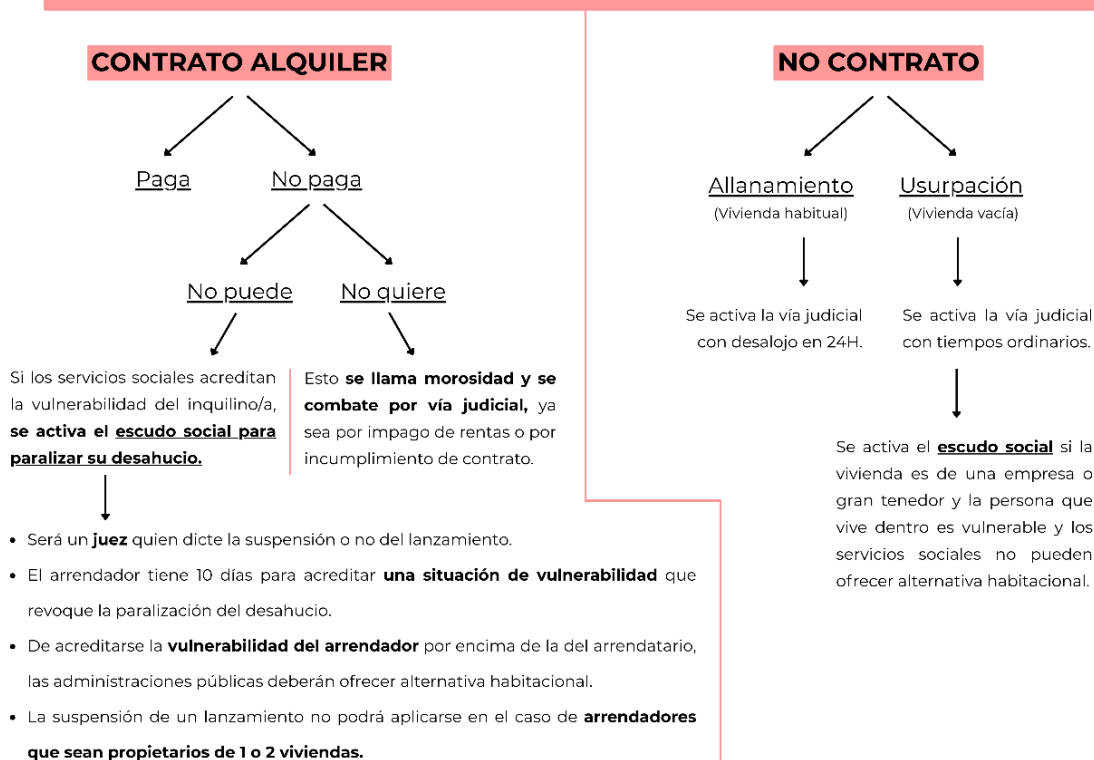 CONTRATO ALQUILER
Paga
No paga
No puede
No quiere
Si los servicios sociales acreditan
la vulnerabilidad del inquilino/a,
se activa el escudo social para
paralizar su desahucio.
Esto se llama morosidad y se
combate por vía judicial, ya
sea por impago de rentas o por
incumplimiento de contrato.
• Será un juez quien dicte la suspensión o no del lanzamiento.
• El arrendador tiene 10 días para acreditar una situación de vulnerabilidad que
revoque la paralización del desahucio.
• De acreditarse la vulnerabilidad del arrendador por encima de la del arrendatario,
las administraciones públicas deberán ofrecer alternativa habitacional.
• La suspensión de un lanzamiento no podrá aplicarse en el caso de arrendadores
que sean propietarios de 1 o 2 viviendas.
NO CONTRATO
Allanamiento
(Vivienda habitual)
Usurpación
(Vivienda vacía)
Se activa la vía judicial
con desalojo en 24H.
Se activa la vía judicial
con tiempos ordinarios.
Se activa el escudo social si la
vivienda es de una empresa o
gran tenedor y la persona que
vive dentro es vulnerable y los
servicios sociales no pueden
ofrecer alternativa habitacional.